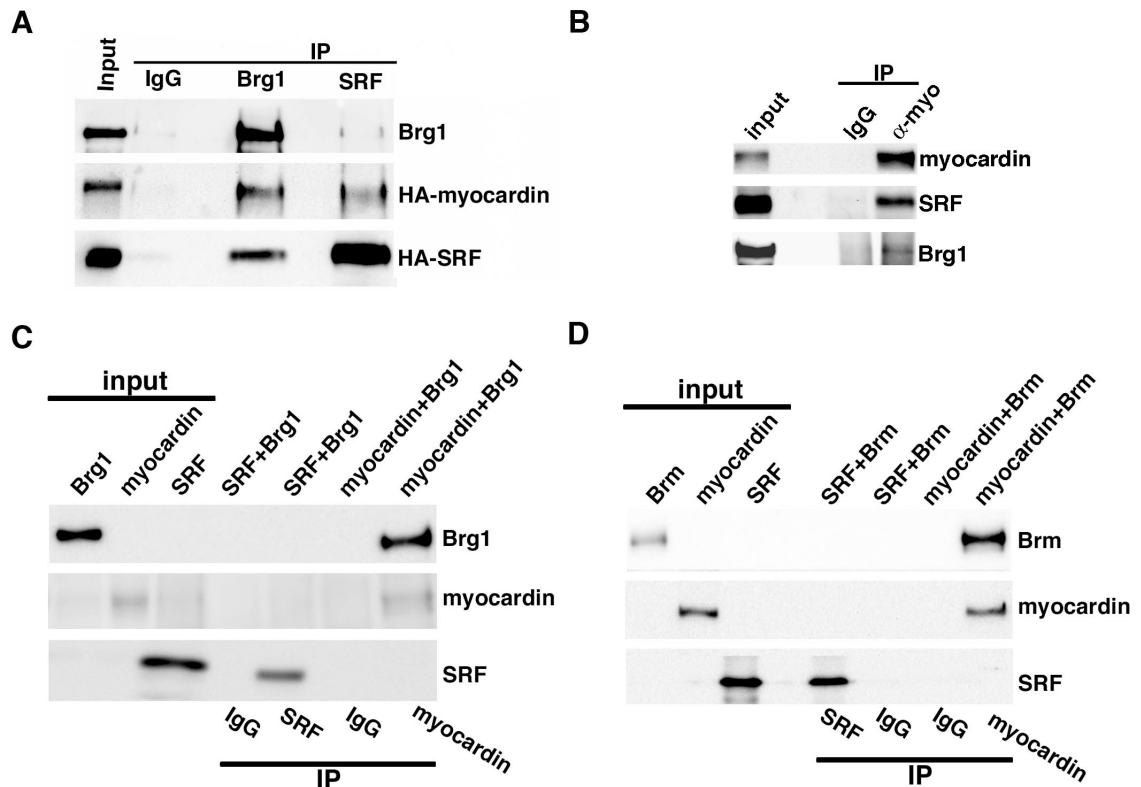 A
IP
Input
IgG
Brg1
SRF
Brg1
HA-myocardin
HA-SRF
B
IP
input
IgG
α-myo
myocardin
SRF
Brg1
C
input
Brg1
myocardin
SRF
SRF+Brg1
SRF+Brg1
myocardin+Brg1
myocardin+Brg1
Brg1
myocardin
SRF
IgG
SRF
IgG
myocardin
IP
D
input
Brm
myocardin
SRF
SRF+Brm
SRF+Brm
myocardin+Brm
myocardin+Brm
Brm
myocardin
SRF
SRF
IgG
IgG
myocardin
IP